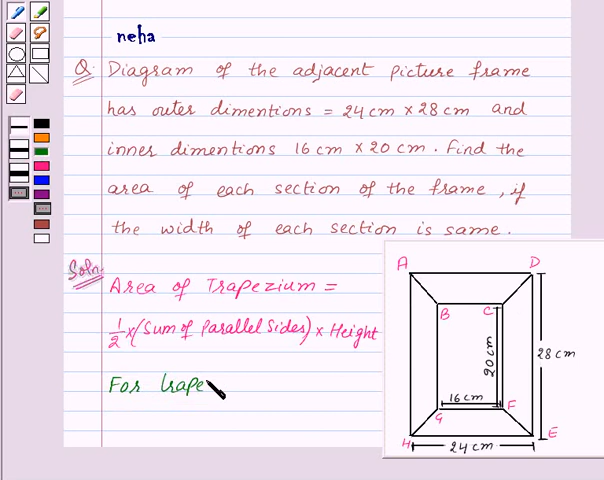 neha
Q. Diagram of the adjacent picture frame
has outer dimentions = 24 cm × 28 cm and
inner dimentions 16 cm × 20 cm. Find the
area of each section of the frame, if
the width of each section is same.
Soln.
Area of Trapezium =
1/2 × (Sum of Parallel Sides) × Height
For trape
A D
B C
20 cm
28 cm
16 cm
G F
H E
24 cm